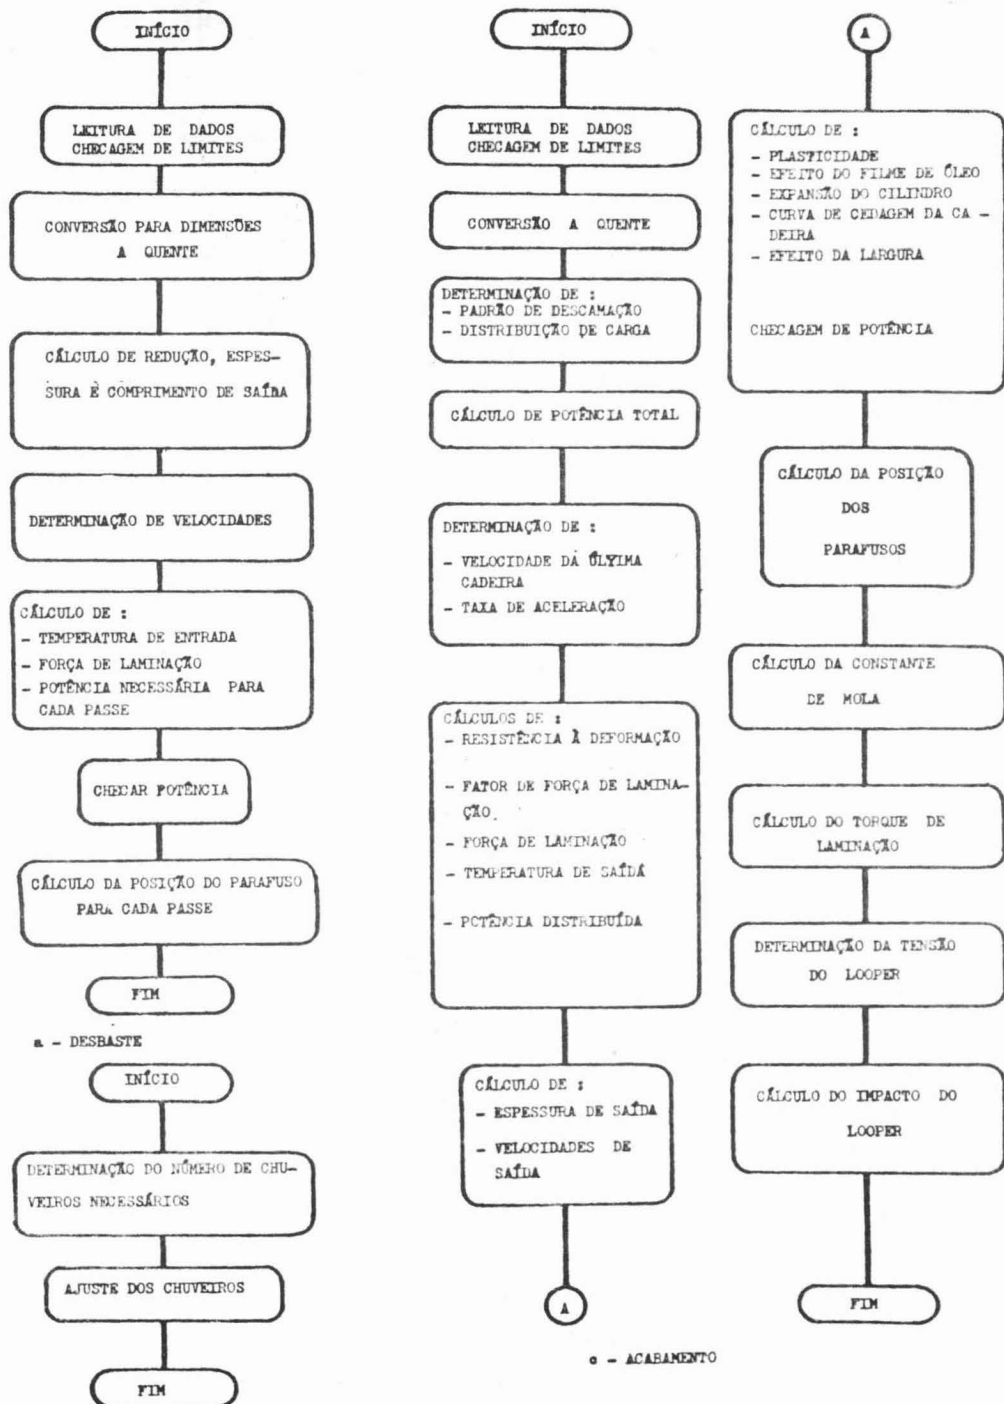 INÍCIO
LEITURA DE DADOS
CHECAGEM DE LIMITES
CONVERSÃO PARA DIMENSÕES
A QUENTE
CÁLCULO DE REDUÇÃO, ESPES-
SURA E COMPRIMENTO DE SAÍDA
DETERMINAÇÃO DE VELOCIDADES
CÁLCULO DE :
- TEMPERATURA DE ENTRADA
- FORÇA DE LAMINAÇÃO
- POTÊNCIA NECESSÁRIA PARA
CADA PASSE
CHECAR POTÊNCIA
CÁLCULO DA POSIÇÃO DO PARAFUSO
PARA CADA PASSE
FIM
a - DESBASTE
INÍCIO
DETERMINAÇÃO DO NÚMERO DE CHU-
VEIROS NECESSÁRIOS
AJUSTE DOS CHUVEIROS
FIM
INÍCIO
LEITURA DE DADOS
CHECAGEM DE LIMITES
CONVERSÃO A QUENTE
DETERMINAÇÃO DE :
- PADRÃO DE DESCAMAÇÃO
- DISTRIBUIÇÃO DE CARGA
CÁLCULO DE POTÊNCIA TOTAL
DETERMINAÇÃO DE :
- VELOCIDADE DA ÚLYIMA
CADEIRA
- TAXA DE ACELERAÇÃO
CÁLCULOS DE :
- RESISTÊNCIA À DEFORMAÇÃO
- FATOR DE FORÇA DE LAMINA-
ÇÃO.
- FORÇA DE LAMINAÇÃO
- TEMPERATURA DE SAÍDA
- POTÊNCIA DISTRIBUÍDA
CÁLCULO DE :
- ESPESSURA DE SAÍDA
- VELOCIDADES DE
SAÍDA
A
A
CÁLCULO DE :
- PLASTICIDADE
- EFEITO DO FILME DE ÓLEO
- EXPANSÃO DO CILINDRO
- CURVA DE CEDAGEM DA CA -
DEIRA
- EFEITO DA LARGURA
CHECAGEM DE POTÊNCIA
CÁLCULO DA POSIÇÃO
DOS
PARAFUSOS
CÁLCULO DA CONSTANTE
DE MOLA
CÁLCULO DO TORQUE DE
LAMINAÇÃO
DETERMINAÇÃO DA TENSÃO
DO LOOPER
CÁLCULO DO IMPACTO DO
LOOPER
FIM
c - ACABAMENTO